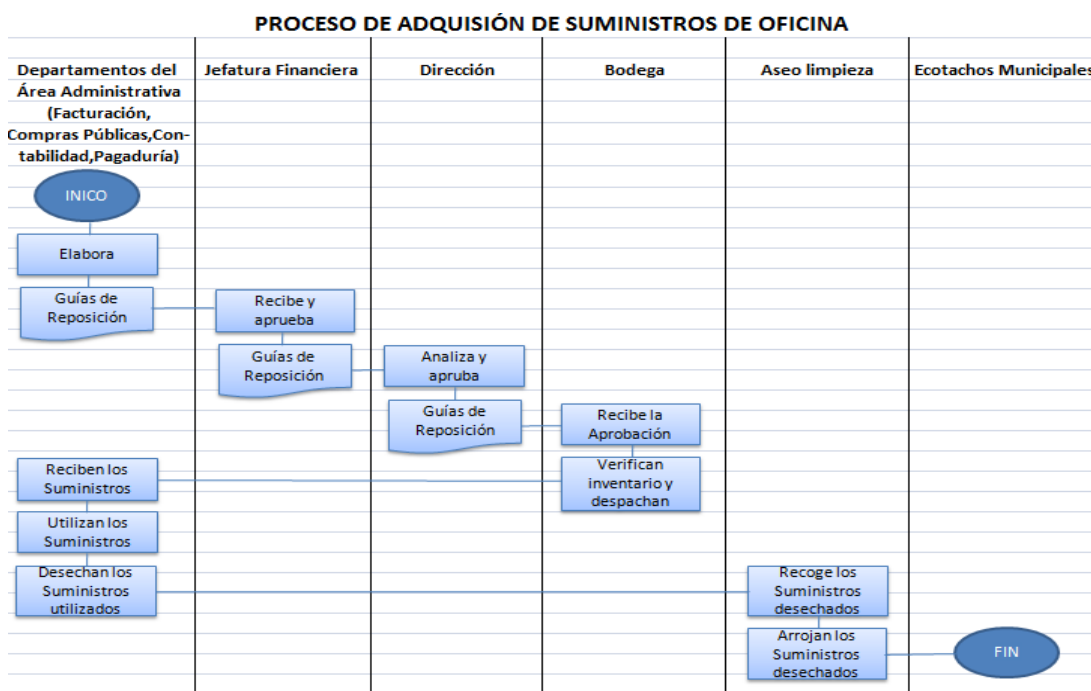 PROCESO DE ADQUISIÓN DE SUMINISTROS DE OFICINA
Departamentos del
Área Administrativa
(Facturación,
Compras Públicas,Con-
tabilidad,Pagaduría)
Jefatura Financiera
Dirección
Bodega
Aseo limpieza
Ecotachos Municipales
INICO
Elabora
Guías de
Reposición
Recibe y
aprueba
Guías de
Reposición
Analiza y
apruba
Guías de
Reposición
Recibe la
Aprobación
Verifican
inventario y
despachan
Reciben los
Suministros
Utilizan los
Suministros
Desechan los
Suministros
utilizados
Recoge los
Suministros
desechados
Arrojan los
Suministros
desechados
FIN